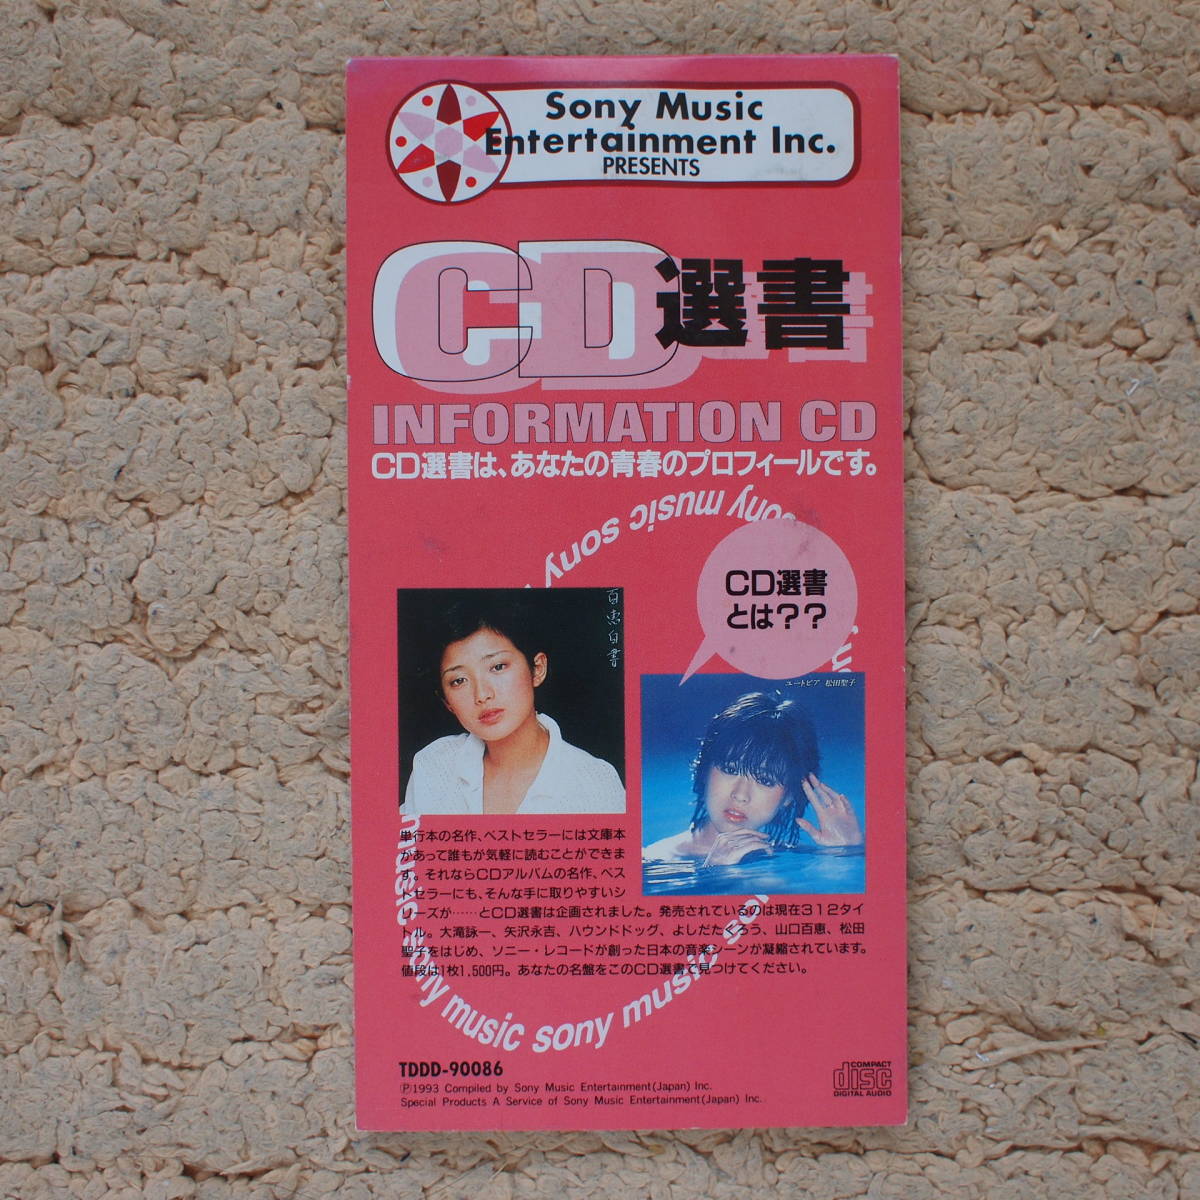 Sony Music
Entertainment Inc.
PRESENTS
CD選書
INFORMATION CD
CD選書は、あなたの青春のプロフィールです。
sony music sony
CD選書
とは??
百恵白書
ユートピア 松田聖子
単行本の名作、ベストセラーには文庫本
があって誰もが気軽に読むことができま
す。それならCDアルバムの名作、ベス
トセラーにも、そんな手に取りやすいシ
リーズが……とCD選書は企画されました。発売されているのは現在312タイ
トル。大滝詠一、矢沢永吉、ハウンドドッグ、よしだたくろう、山口百恵、松田
聖子をはじめ、ソニー・レコードが創った日本の音楽シーンが凝縮されています。
値段は1枚1,500円。あなたの名盤をこのCD選書で見つけてください。
music sony music sony music son
TDDD-90086
Ⓟ1993 Compiled by Sony Music Entertainment(Japan) Inc.
Special Products A Service of Sony Music Entertainment(Japan) Inc.
COMPACT
disc
DIGITAL AUDIO